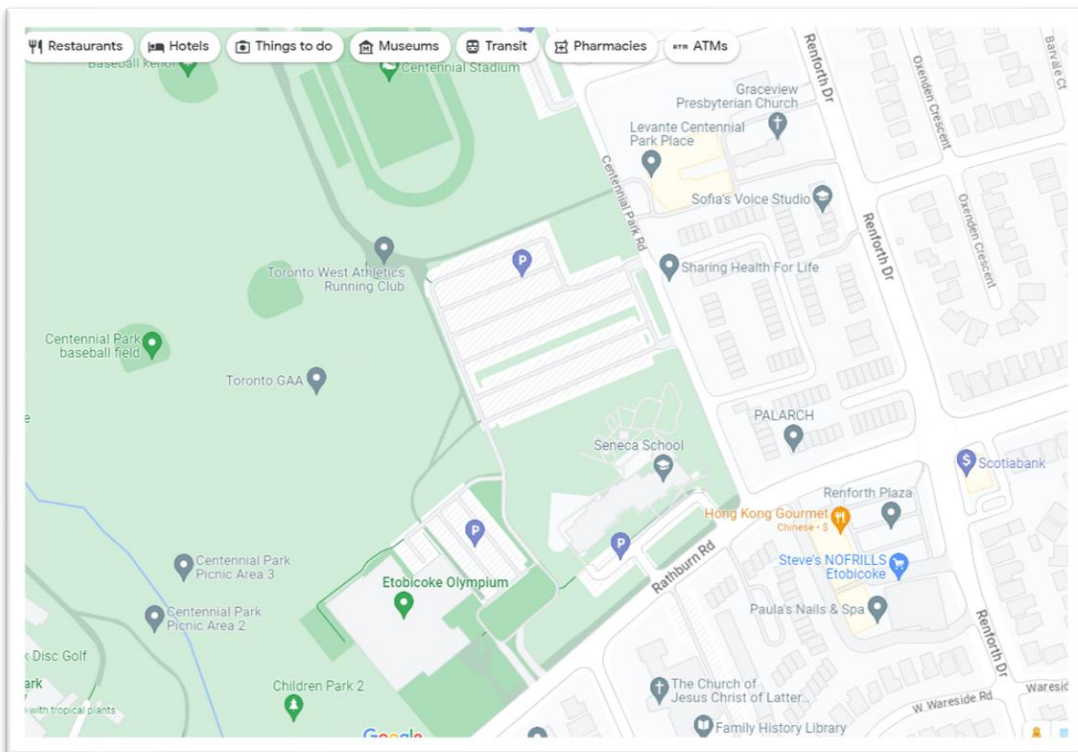 Restaurants
Hotels
Things to do
Museums
Transit
Pharmacies
ATM ATMs
Centennial Stadium
Renforth Dr
Oxenden Crescent
Barvale Ct
Graceview
Presbyterian Church
Levante Centennial
Park Place
Centennial Park Rd
Sofia's Voice Studio
Oxenden Crescent
Renforth Dr
P
Toronto West Athletics
Running Club
Sharing Health For Life
Centennial Park
baseball field
Toronto GAA
PALARCH
Seneca School
$
Scotiabank
Renforth Plaza
Hong Kong Gourmet
Chinese • $
P
P
Rathburn Rd
Steve's NOFRILLS
Etobicoke
Centennial Park
Picnic Area 3
Etobicoke Olympium
Centennial Park
Picnic Area 2
Paula's Nails & Spa
Renforth Dr
Disc Golf
ark
with tropical plants
Children Park 2
The Church of
Jesus Christ of Latter...
W Wareside Rd
Family History Library
Google